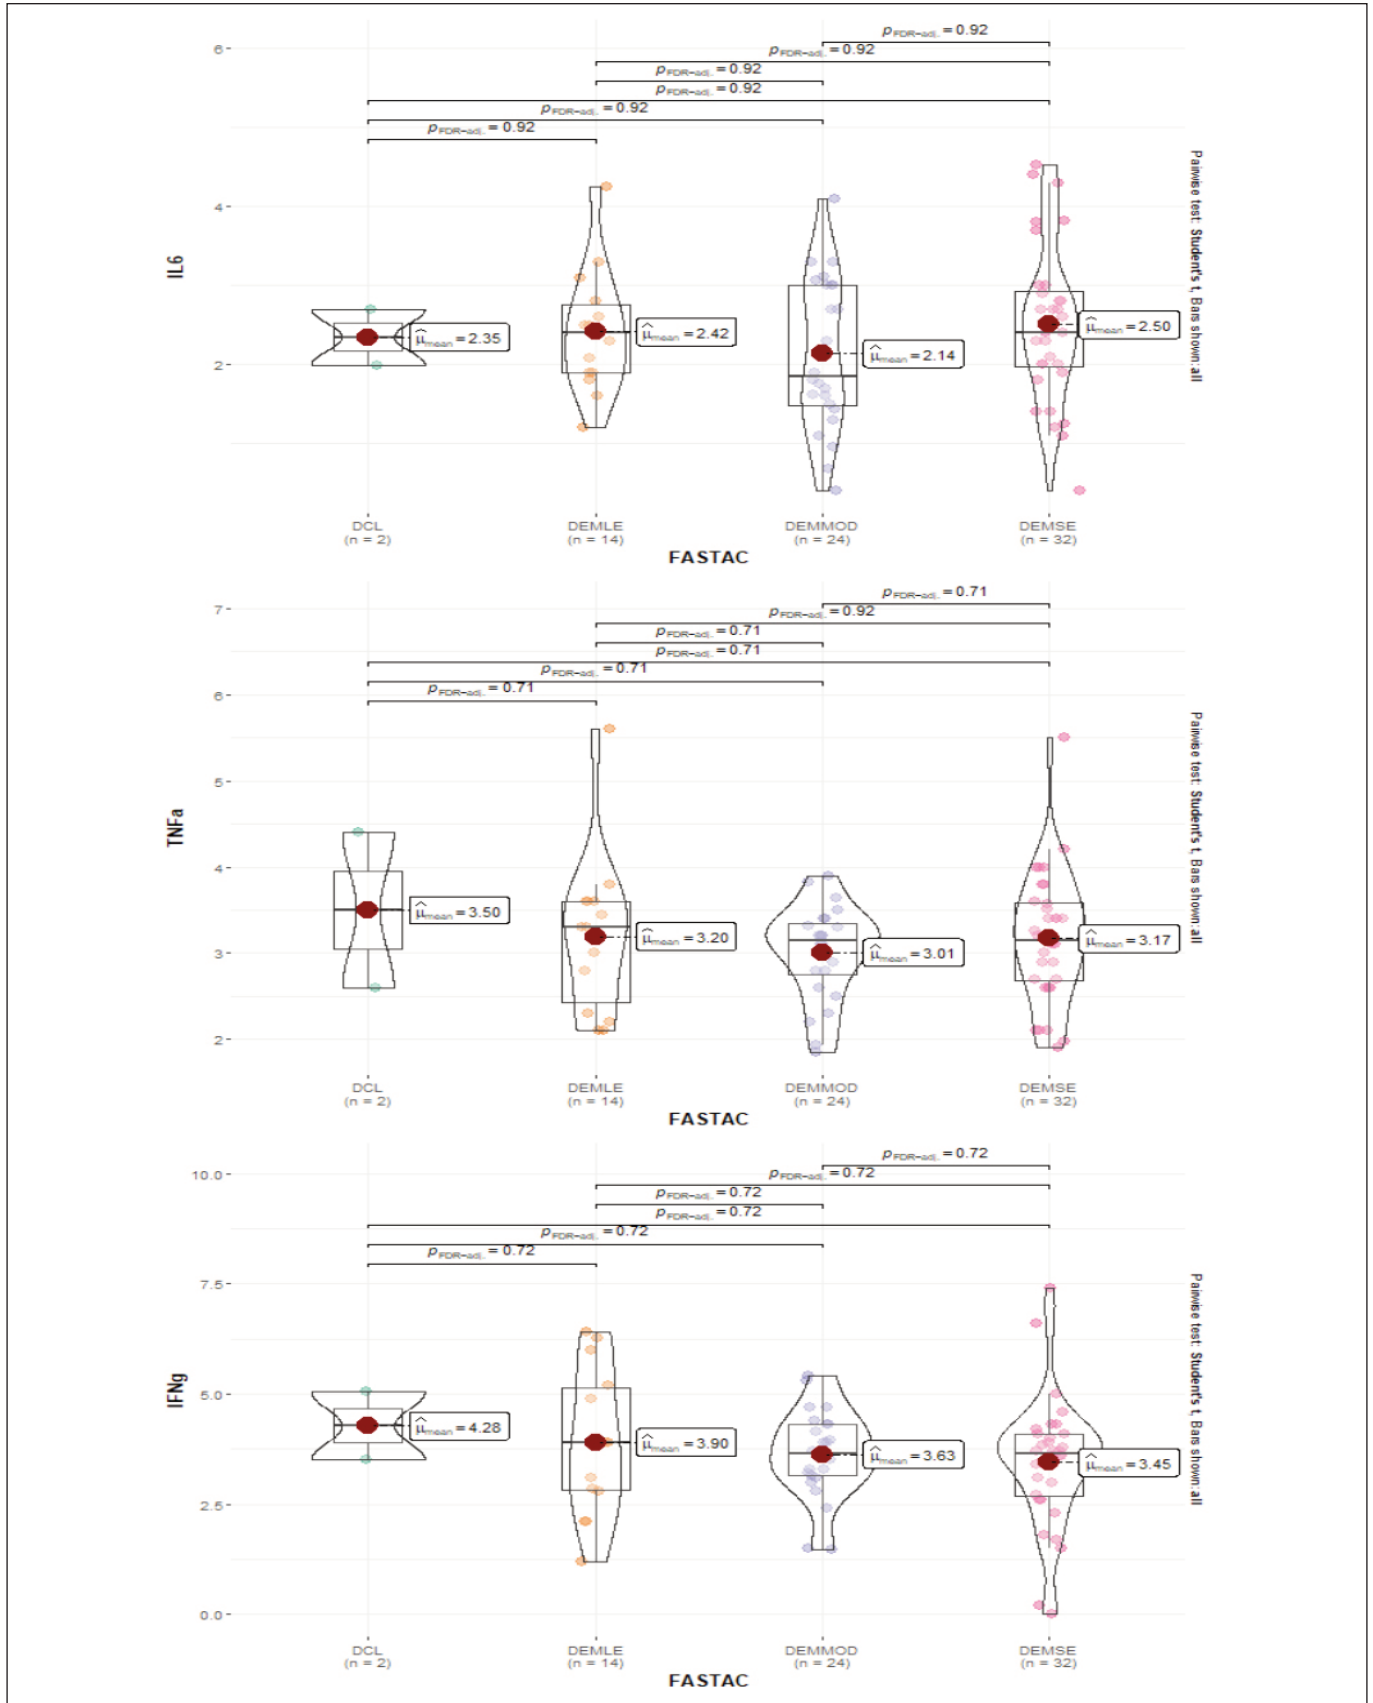 p FDR-adj. = 0.92
6
p FDR-adj. = 0.92
p FDR-adj. = 0.92
p FDR-adj. = 0.92
p FDR-adj. = 0.92
p FDR-adj. = 0.92
4
2
IL6
μ̂ mean = 2.35
μ̂ mean = 2.42
μ̂ mean = 2.14
μ̂ mean = 2.50
Pairwise test: Student's t, Bars shown: all
DCL DEMLE DEMMOD DEMSE
(n = 2) (n = 14) (n = 24) (n = 32)
FASTAC
p FDR-adj. = 0.71
7
p FDR-adj. = 0.92
p FDR-adj. = 0.71
p FDR-adj. = 0.71
p FDR-adj. = 0.71
p FDR-adj. = 0.71
6
5
4
3
2
TNFa
μ̂ mean = 3.50
μ̂ mean = 3.20
μ̂ mean = 3.01
μ̂ mean = 3.17
Pairwise test: Student's t, Bars shown: all
DCL DEMLE DEMMOD DEMSE
(n = 2) (n = 14) (n = 24) (n = 32)
FASTAC
p FDR-adj. = 0.72
10.0
p FDR-adj. = 0.72
p FDR-adj. = 0.72
p FDR-adj. = 0.72
p FDR-adj. = 0.72
p FDR-adj. = 0.72
7.5
5.0
2.5
0.0
IFNg
μ̂ mean = 4.28
μ̂ mean = 3.90
μ̂ mean = 3.63
μ̂ mean = 3.45
Pairwise test: Student's t, Bars shown: all
DCL DEMLE DEMMOD DEMSE
(n = 2) (n = 14) (n = 24) (n = 32)
FASTAC